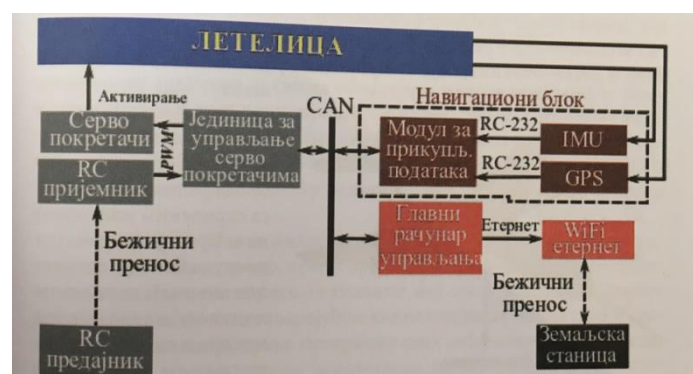 ЛЕТЕЛИЦА
Активирање
CAN
Навигациони блок
Серво
покретачи
PWM
Јединица за
управљање
серво
покретачима
Модул за
прикупљ.
података
RC-232
IMU
RC-232
GPS
RC
пријемник
Главни
рачунар
управљања
Етернет
WiFi
етернет
Бежични
пренос
Бежични
пренос
RC
предајник
Земаљска
станица